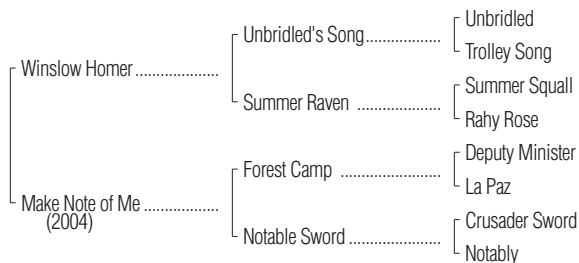 Unbridled
Unbridled's Song..................
Trolley Song
Winslow Homer ....................
Summer Squall
Summer Raven ....................
Rahy Rose
Deputy Minister
Forest Camp ........................
La Paz
Make Note of Me ..................
(2004)
Crusader Sword
Notable Sword ......................
Notably